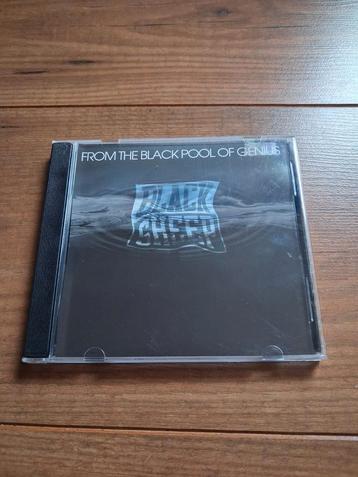 FROM THE BLACK POOL OF GENIUS
BLACK
SHEEP